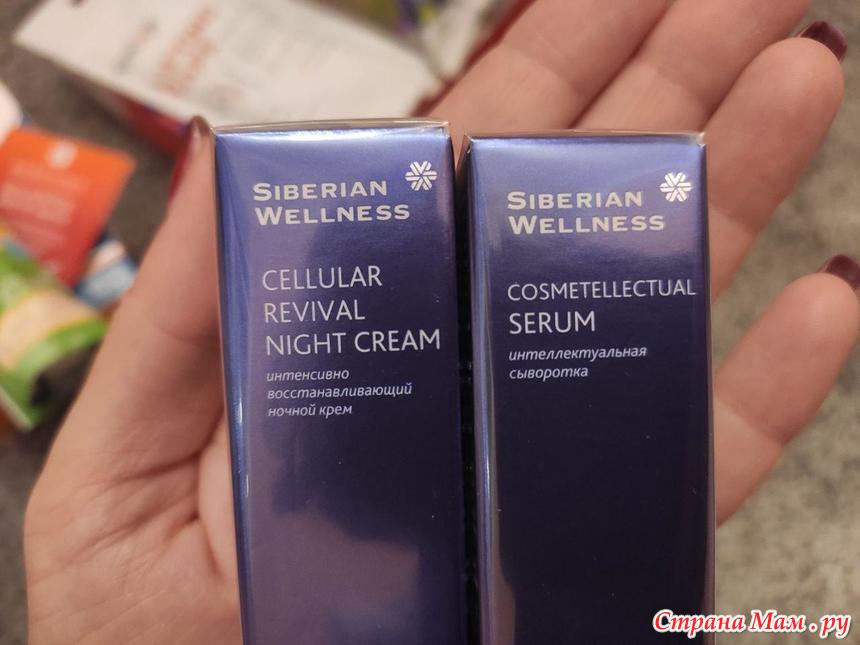 SIBERIAN
WELLNESS
CELLULAR
REVIVAL
NIGHT CREAM
интенсивно
восстанавливающий
ночной крем
SIBERIAN
WELLNESS
COSMETELLECTUAL
SERUM
интеллектуальная
сыворотка
Страна Мам.ру